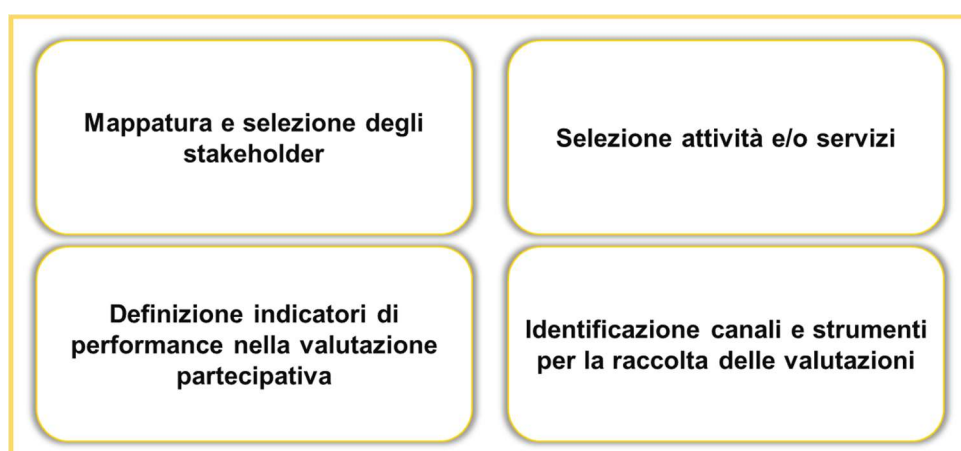 Mappatura e selezione degli
stakeholder
Selezione attività e/o servizi
Definizione indicatori di
performance nella valutazione
partecipativa
Identificazione canali e strumenti
per la raccolta delle valutazioni